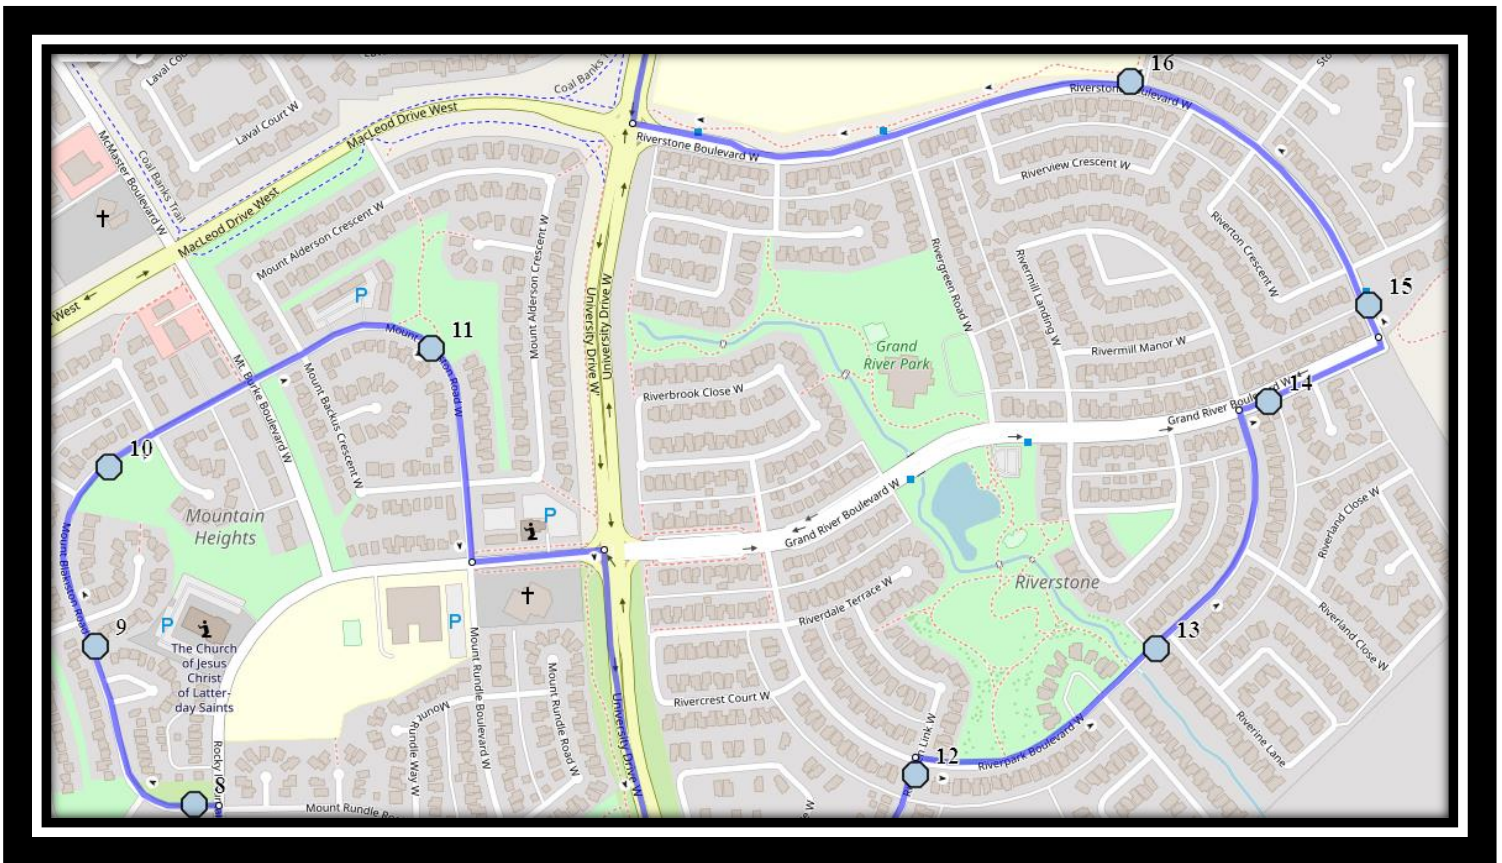 16
Laval Court W
Coal Banks T
MacLeod Drive West
Riverstone Boulevard W
McMaster Boulevard W
Coal Banks Trail
Riverstone Boulevard W
Riverview Crescent W
MacLeod Drive West
Mount Alderson Crescent W
Mount Alderson Crescent W
Rivergreen Road W
Rivermill Landing W
Riverton Crescent W
15
West
P
University Drive W
University Drive W
11
Grand
River Park
Rivermill Manor W
Mt. Burke Boulevard W
Mount Backus Crescent W
Riverbrook Close W
14
Grand River Boulevard W
10
Mountain
Heights
P
Grand River Boulevard W
Riverland Close W
Mount Blakiston Road
Riverstone
Riverdale Terrace W
9
P
P
The Church
of Jesus
Christ
of Latter-
day Saints
13
Riverland Close W
Mount Rundle Boulevard W
Mount Rundle Road W
Rivercrest Court W
Mount
Rundle Way W
University Drive W
Link W
12
Riverpark Boulevard W
Riverine Lane
8
Mount Rundle